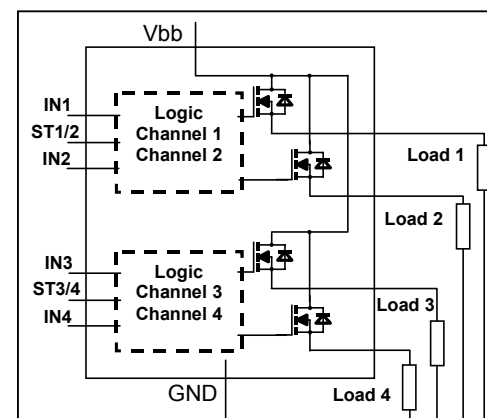 Vbb
IN1
ST1/2
IN2
Logic
Channel 1
Channel 2
Load 1
Load 2
IN3
ST3/4
IN4
Logic
Channel 3
Channel 4
Load 3
Load 4
GND